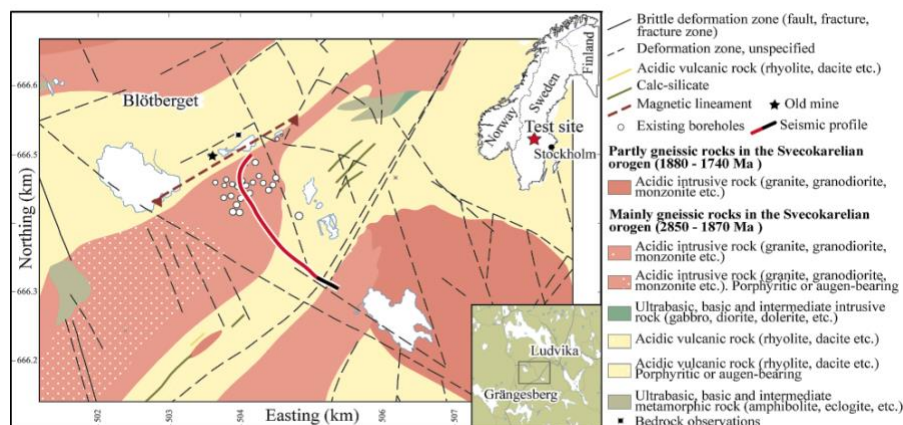 Blötberget
Norway
Sweden
Finland
Test site
Stockholm
666.6
666.5
666.3
666.2
Northing (km)
502
503
504
506
507
Easting (km)
Ludvika
Grängesberg
Brittle deformation zone (fault, fracture,
fracture zone)
Deformation zone, unspecified
Acidic vulcanic rock (rhyolite, dacite etc.)
Calc-silicate
Magnetic lineament
Old mine
Existing boreholes
Seismic profile
Partly gneissic rocks in the Svecokarelian
orogen (1880 - 1740 Ma )
Acidic intrusive rock (granite, granodiorite,
monzonite etc.)
Mainly gneissic rocks in the Svecokarelian
orogen (2850 - 1870 Ma )
Acidic intrusive rock (granite, granodiorite,
monzonite etc.)
Acidic intrusive rock (granite, granodiorite,
monzonite etc.). Porphyritic or augen-bearing
Ultrabasic, basic and intermediate intrusive
rock (gabbro, diorite, dolerite, etc.)
Acidic vulcanic rock (rhyolite, dacite etc.)
Acidic vulcanic rock (rhyolite, dacite etc.)
Porphyritic or augen-bearing
Ultrabasic, basic and intermediate
metamorphic rock (amphibolite, eclogite, etc.)
Bedrock observations